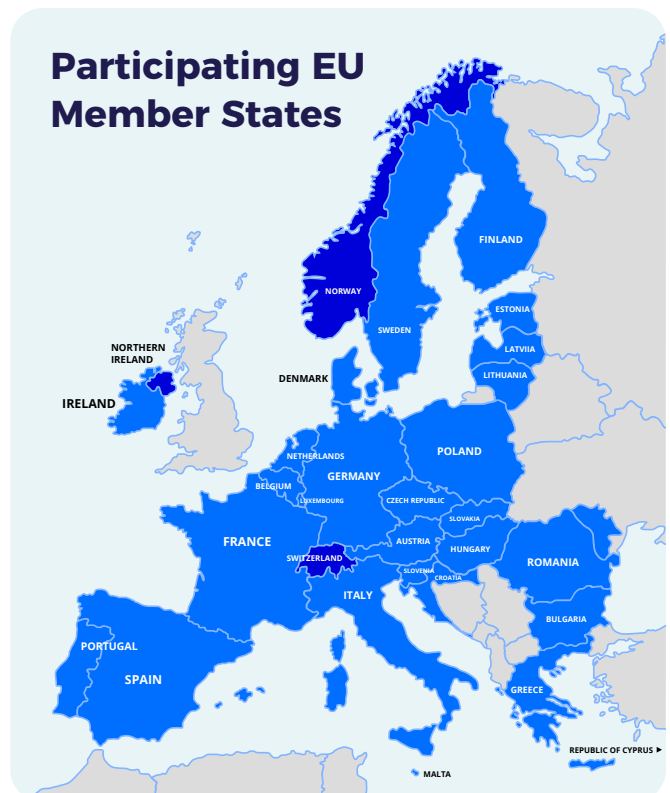 Participating EU
Member States
FINLAND
NORWAY
ESTONIA
SWEDEN
NORTHERN
IRELAND
LATVIIA
LITHUANIA
DENMARK
IRELAND
POLAND
NETHERLANDS
GERMANY
BELGIUM
LUXEMBOURG
CZECH REPUBLIC
SLOVAKIA
FRANCE
AUSTRIA
HUNGARY
SWITZERLAND
ROMANIA
SLOVENIA
CROATIA
ITALY
BULGARIA
PORTUGAL
SPAIN
GREECE
REPUBLIC OF CYPRUS ▶
MALTA